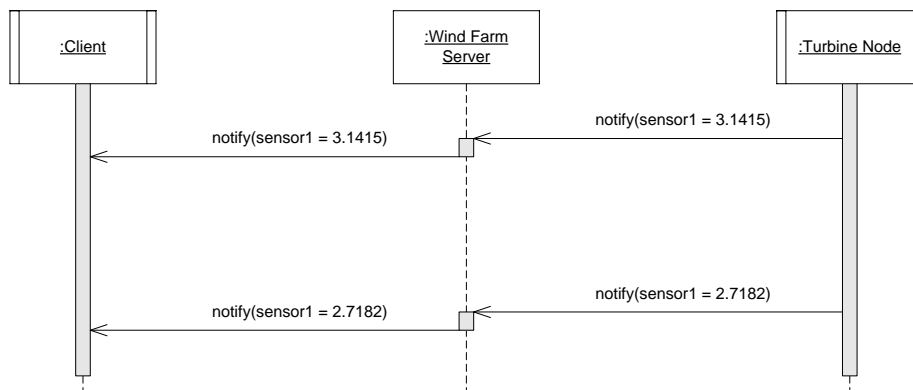 :Client
:Wind Farm
Server
:Turbine Node
notify(sensor1 = 3.1415)
notify(sensor1 = 3.1415)
notify(sensor1 = 2.7182)
notify(sensor1 = 2.7182)